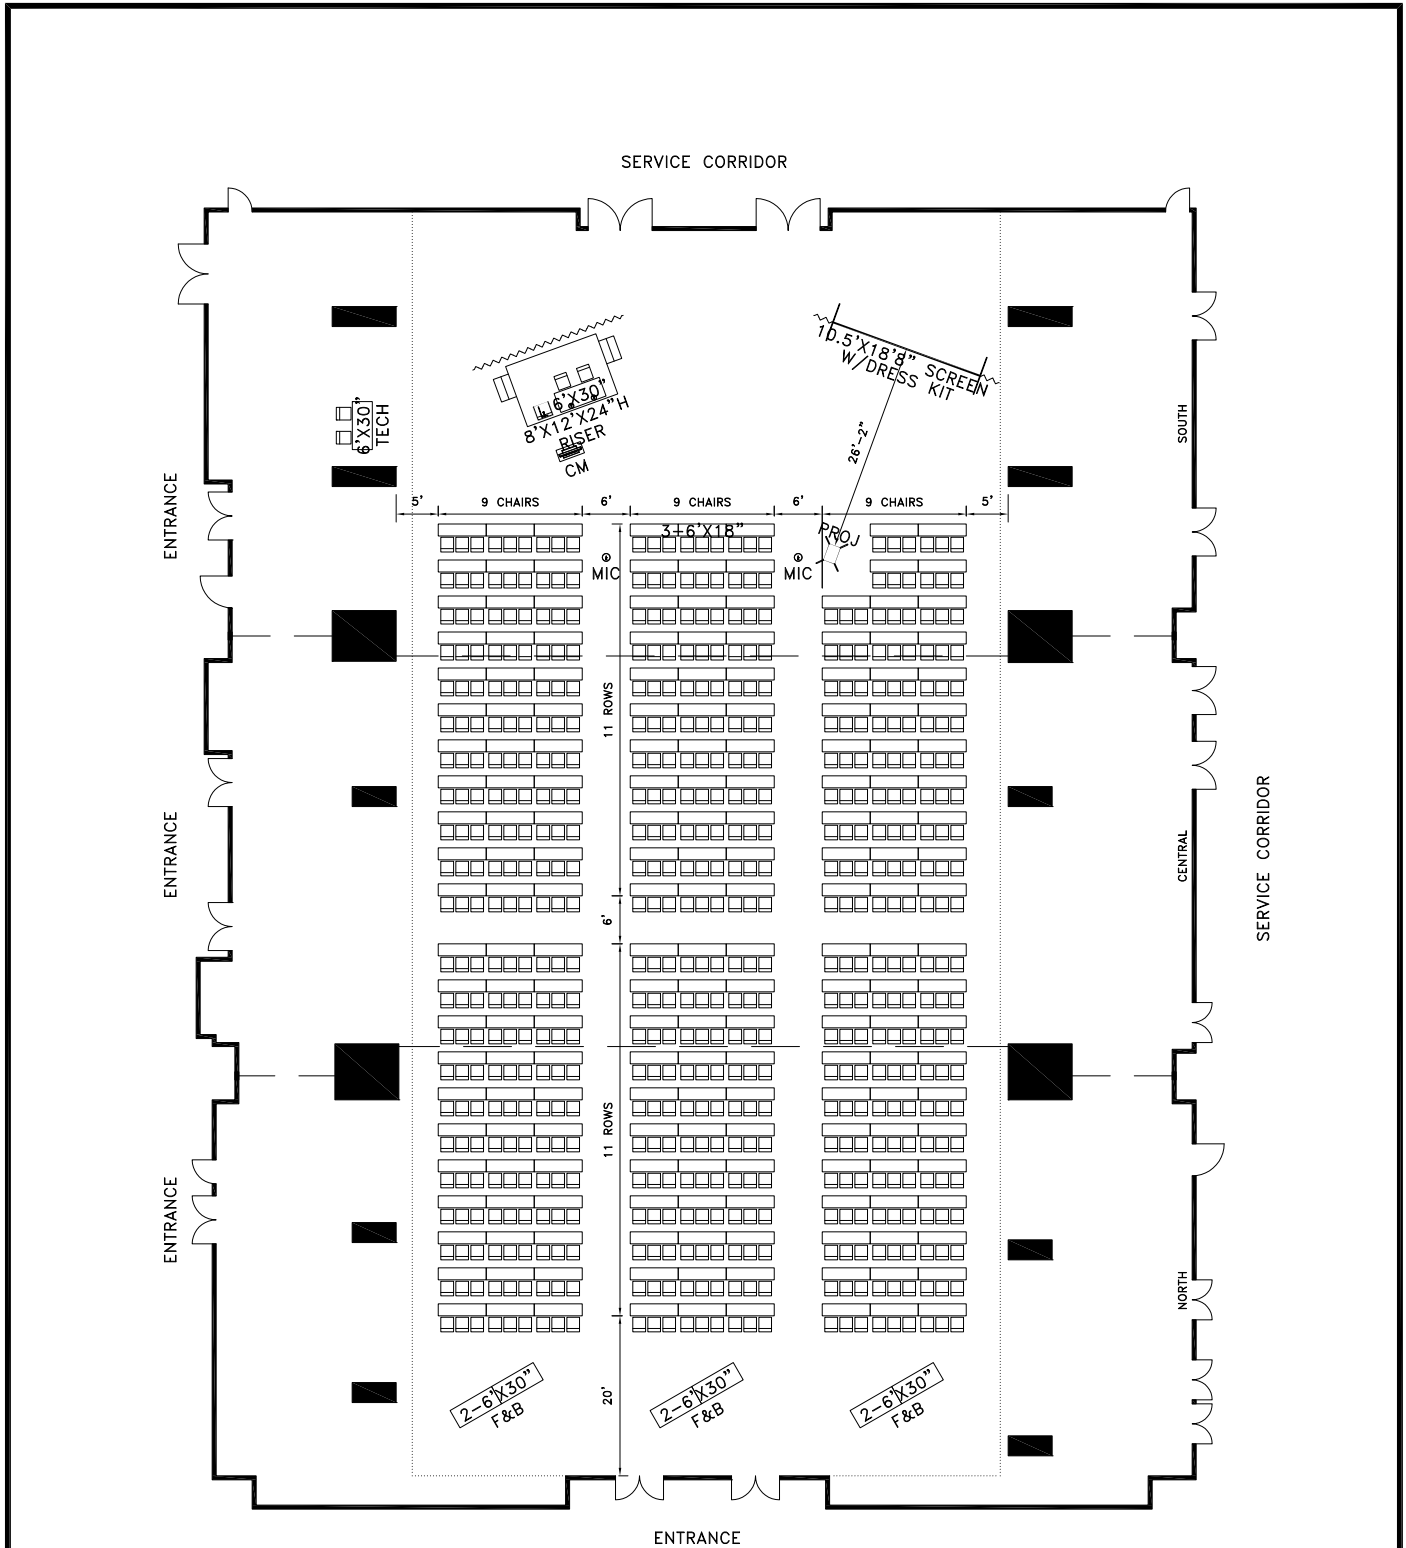 SERVICE CORRIDOR
10.5'X18'8" SCREEN
W/DRESS KIT
6'X30"
8'X12'X24"H
RISER
CM
6'X30"
TECH
26'-2"
SOUTH
ENTRANCE
5'
9 CHAIRS
6'
9 CHAIRS
6'
9 CHAIRS
5'
3-6'X18"
PROJ
MIC
MIC
11 ROWS
ENTRANCE
CENTRAL
SERVICE CORRIDOR
6'
11 ROWS
ENTRANCE
NORTH
20'
2-6'X30"
F&B
2-6'X30"
F&B
2-6'X30"
F&B
ENTRANCE